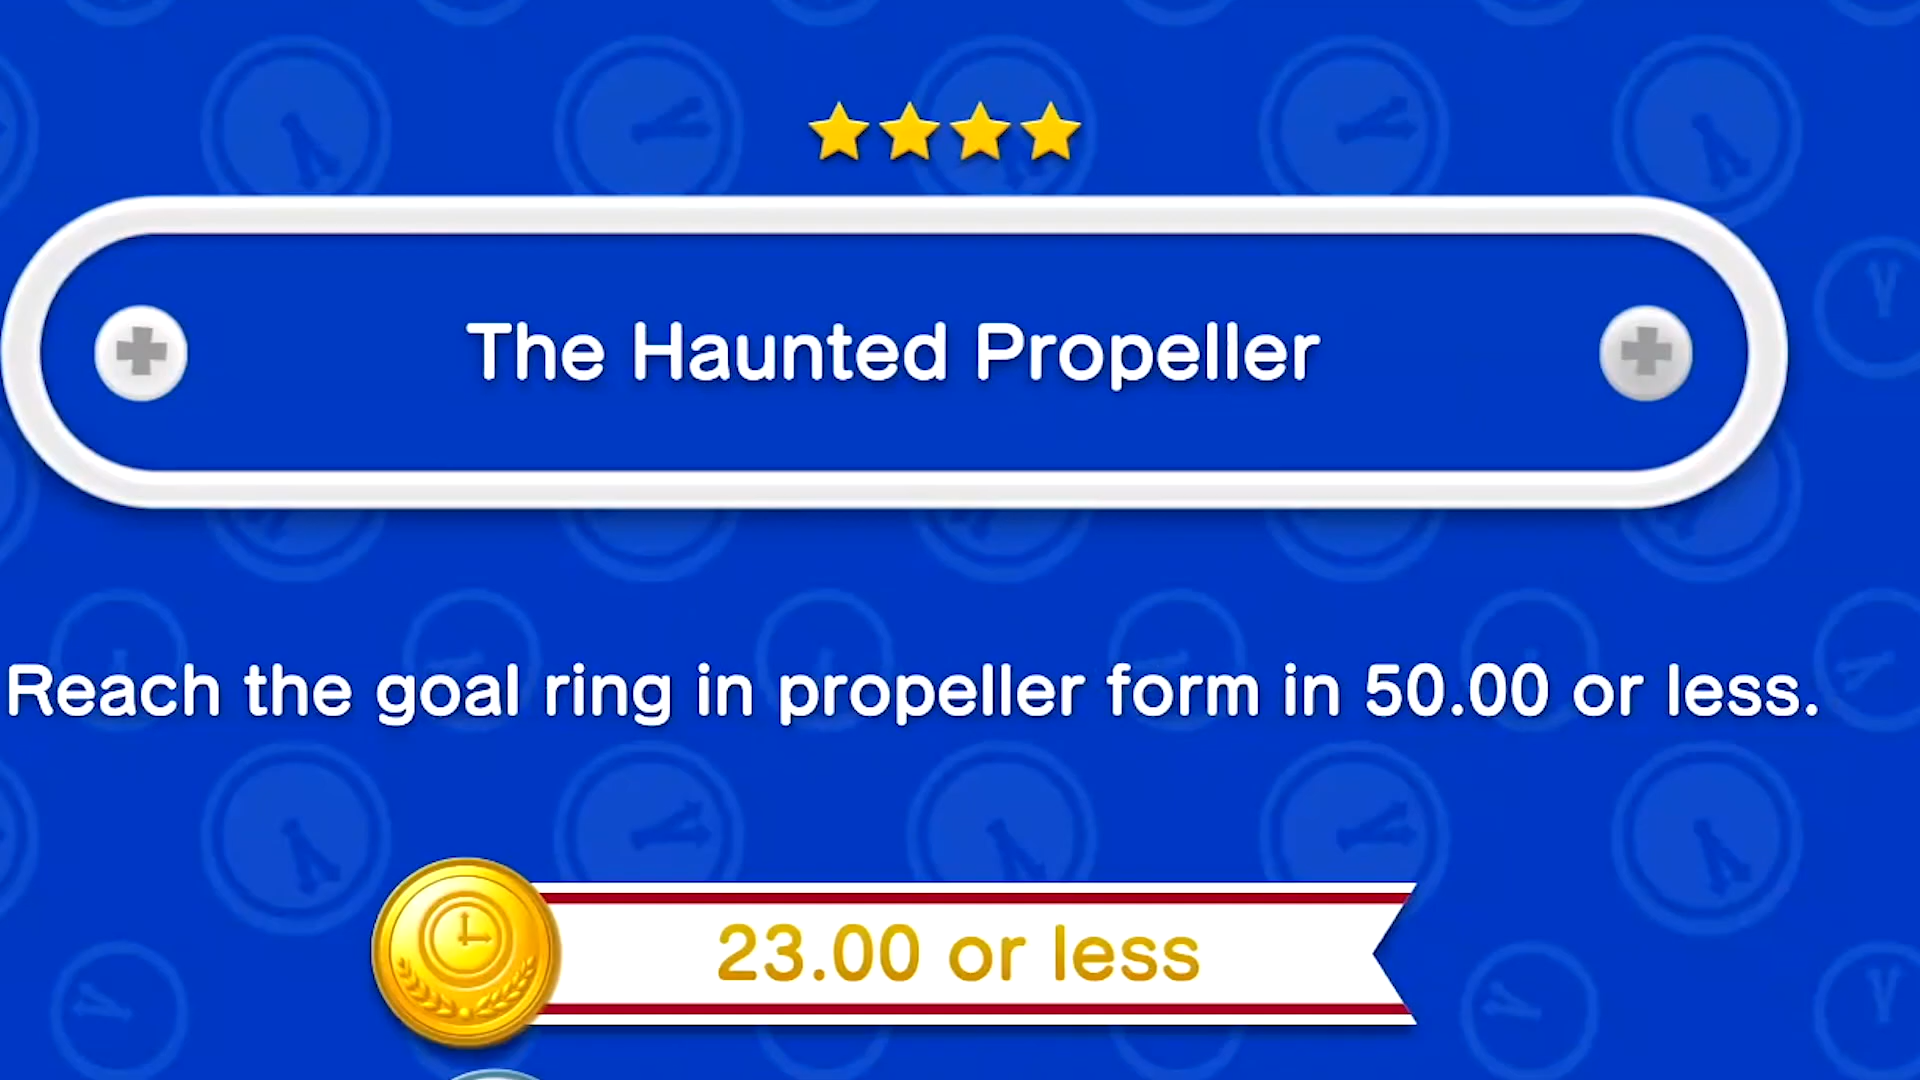 The Haunted Propeller
Reach the goal ring in propeller form in 50.00 or less.
23.00 or less